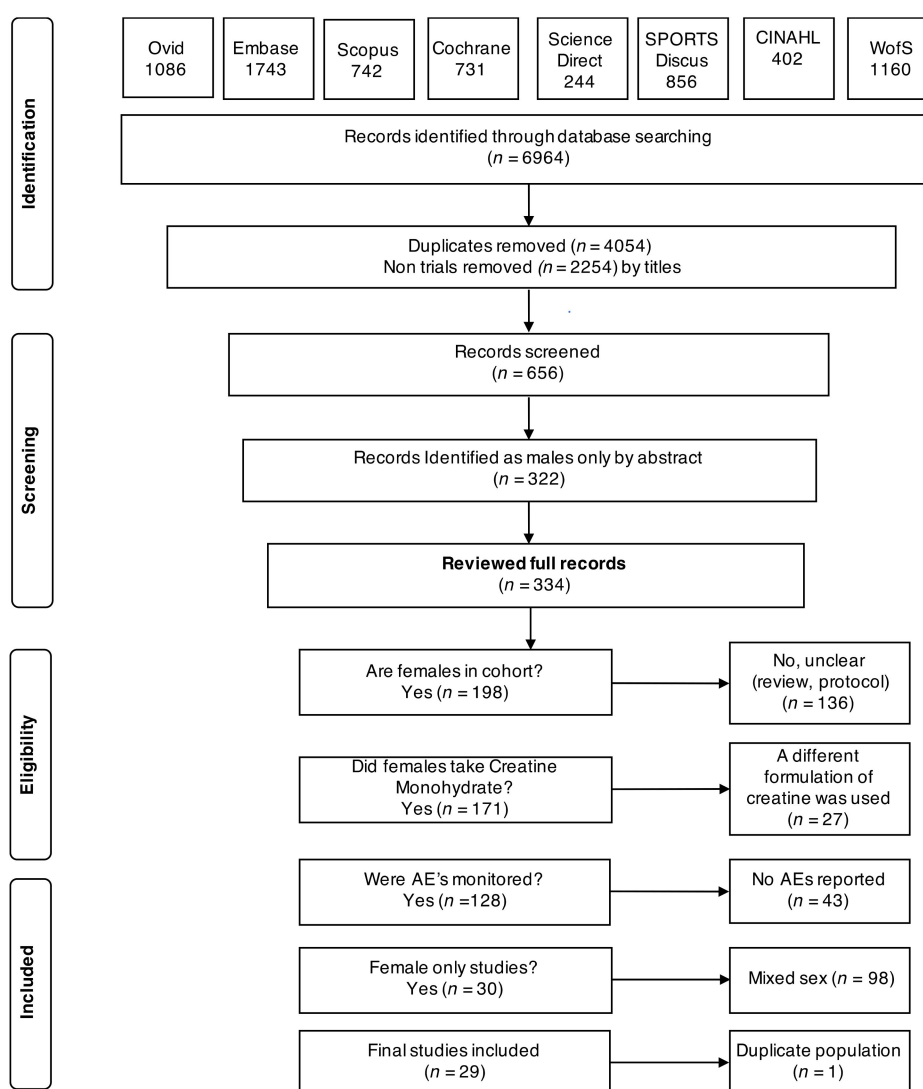 Ovid
1086
Embase
1743
Scopus
742
Cochrane
731
Science
Direct
244
SPORTS
Discus
856
CINAHL
402
WofS
1160
Identification
Records identified through database searching
(n = 6964)
Duplicates removed (n = 4054)
Non trials removed (n = 2254) by titles
Screening
Records screened
(n = 656)
Records Identified as males only by abstract
(n = 322)
Reviewed full records
(n = 334)
Eligibility
Are females in cohort?
Yes (n = 198)
No, unclear
(review, protocol)
(n = 136)
Did females take Creatine
Monohydrate?
Yes (n = 171)
A different
formulation of
creatine was used
(n = 27)
Included
Were AE's monitored?
Yes (n =128)
No AEs reported
(n = 43)
Female only studies?
Yes (n = 30)
Mixed sex (n = 98)
Final studies included
(n = 29)
Duplicate population
(n = 1)